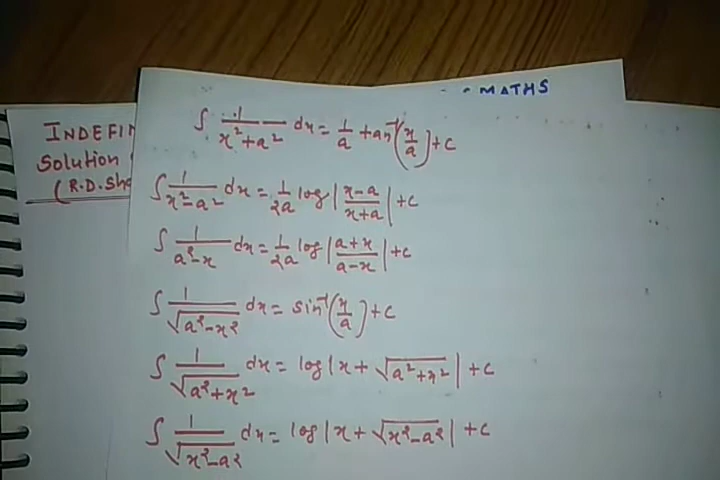 MATHS
INDEFI
Solution
(R.D.Sha
∫ 1/(x²+a²) dx = 1/a tan⁻¹(x/a) + c
∫ 1/(x²-a²) dx = 1/2a log |(x-a)/(x+a)| + c
∫ 1/(a²-x) dx = 1/2a log |(a+x)/(a-x)| + c
∫ 1/√(a²-x²) dx = sin⁻¹(x/a) + c
∫ 1/√(a²+x²) dx = log |x + √(a²+x²)| + c
∫ 1/√(x²-a²) dx = log |x + √(x²-a²)| + c